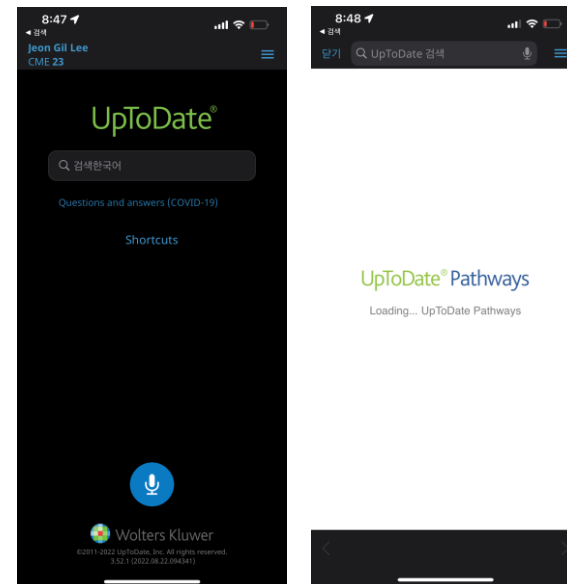 8:47
◂ 검색
Jeon Gil Lee
CME 23
UpToDate®
검색한국어
Questions and answers (COVID-19)
Shortcuts
Wolters Kluwer
©2011-2022 UpToDate, Inc. All rights reserved.
3.52.1 (2022.08.22.094341)
8:48
◂ 검색
닫기 UpToDate 검색
UpToDate® Pathways
Loading... UpToDate Pathways